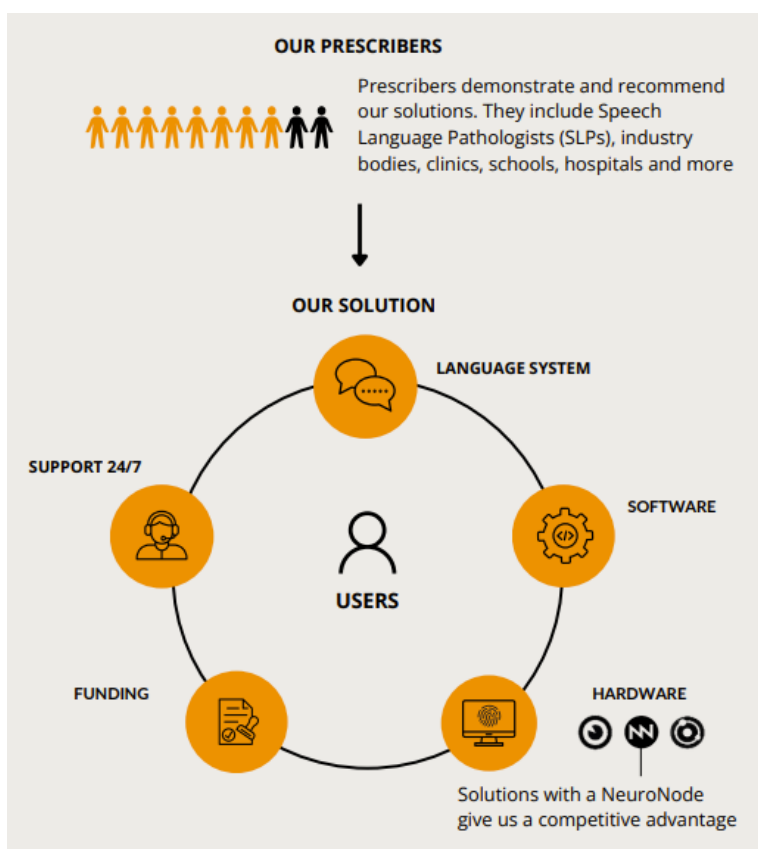 OUR PRESCRIBERS
Prescribers demonstrate and recommend
our solutions. They include Speech
Language Pathologists (SLPs), industry
bodies, clinics, schools, hospitals and more
OUR SOLUTION
LANGUAGE SYSTEM
SUPPORT 24/7
SOFTWARE
</>
USERS
FUNDING
HARDWARE
Solutions with a NeuroNode
give us a competitive advantage